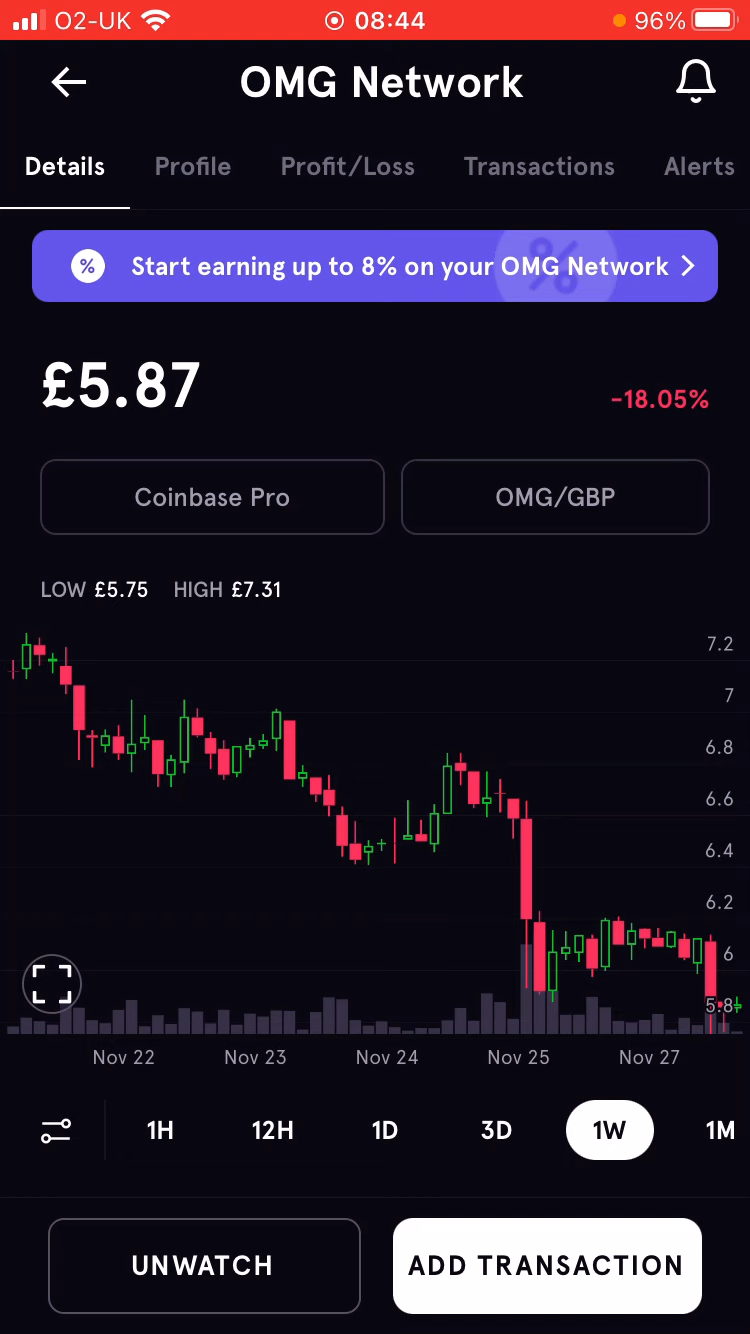 O2-UK 08:44 96%
OMG Network
Details Profile Profit/Loss Transactions Alerts
% Start earning up to 8% on your OMG Network
£5.87 -18.05%
Coinbase Pro OMG/GBP
LOW £5.75 HIGH £7.31
7.2
7
6.8
6.6
6.4
6.2
6
5.8
Nov 22 Nov 23 Nov 24 Nov 25 Nov 27
1H 12H 1D 3D 1W 1M
UNWATCH ADD TRANSACTION